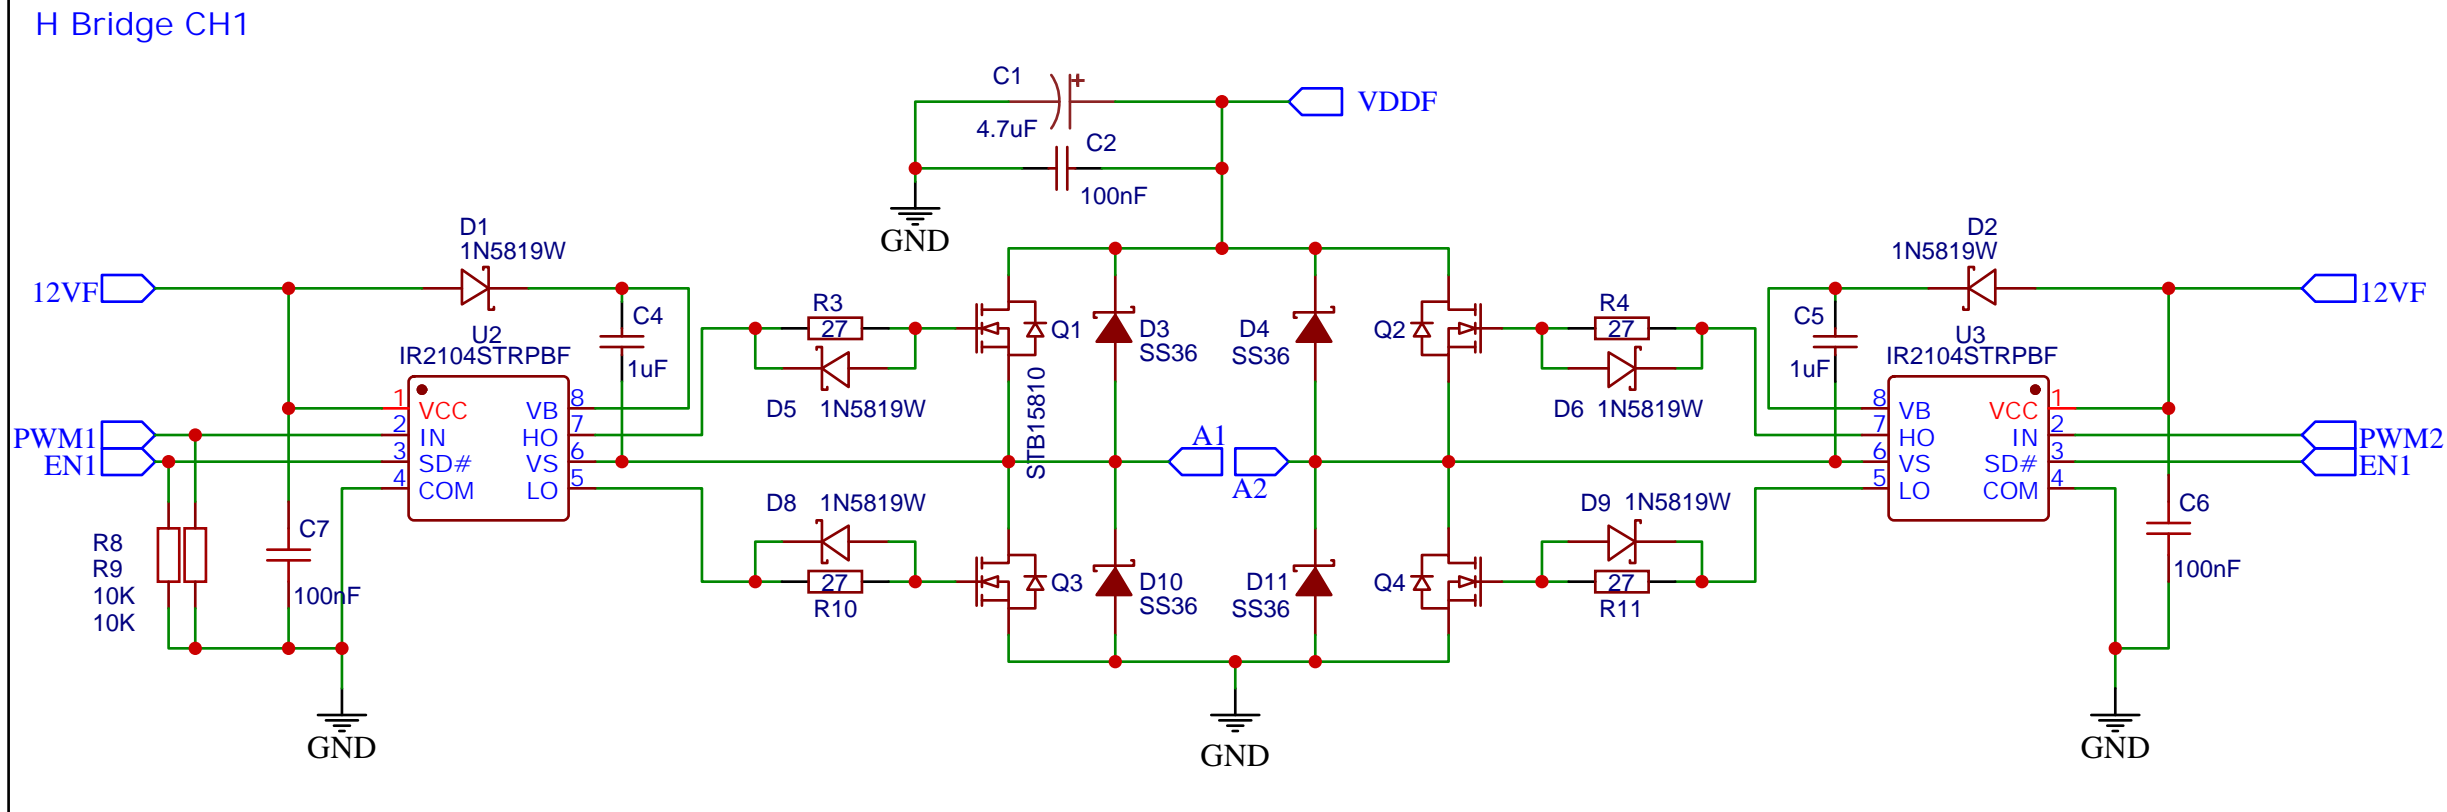 H Bridge CH1
C1
4.7uF
VDDF
C2
100nF
GND
D1
1N5819W
12VF
C4
1uF
U2
IR2104STRPBF
1 VCC
2 IN
3 SD#
4 COM
VB 8
HO 7
VS 6
LO 5
PWM1
EN1
R8
R9
10K
10K
C7
100nF
GND
R3
27
D5 1N5819W
D8 1N5819W
27
R10
Q1
STB15810
Q3
D3
SS36
D10
SS36
A1
A2
D4
SS36
D11
SS36
GND
Q2
Q4
R4
27
D6 1N5819W
D9 1N5819W
27
R11
D2
1N5819W
12VF
C5
1uF
U3
IR2104STRPBF
8 VB
7 HO
6 VS
5 LO
VCC 1
IN 2
SD# 3
COM 4
PWM2
EN1
C6
100nF
GND